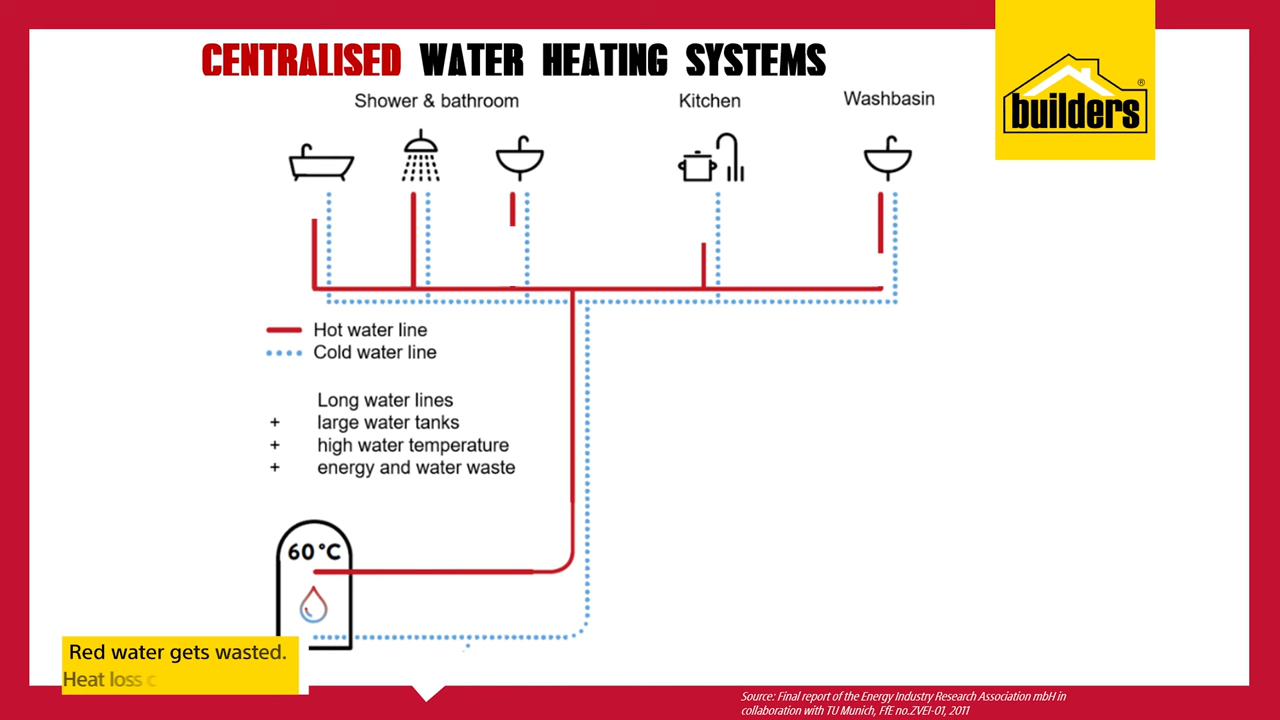 CENTRALISED WATER HEATING SYSTEMS
builders®
Shower & bathroom
Kitchen
Washbasin
Hot water line
Cold water line
Long water lines
+ large water tanks
+ high water temperature
+ energy and water waste
60°C
Red water gets wasted.
Heat loss c
Source: Final report of the Energy Industry Research Association mbH in
collaboration with TU Munich, FfE no.ZVEI-01, 2011